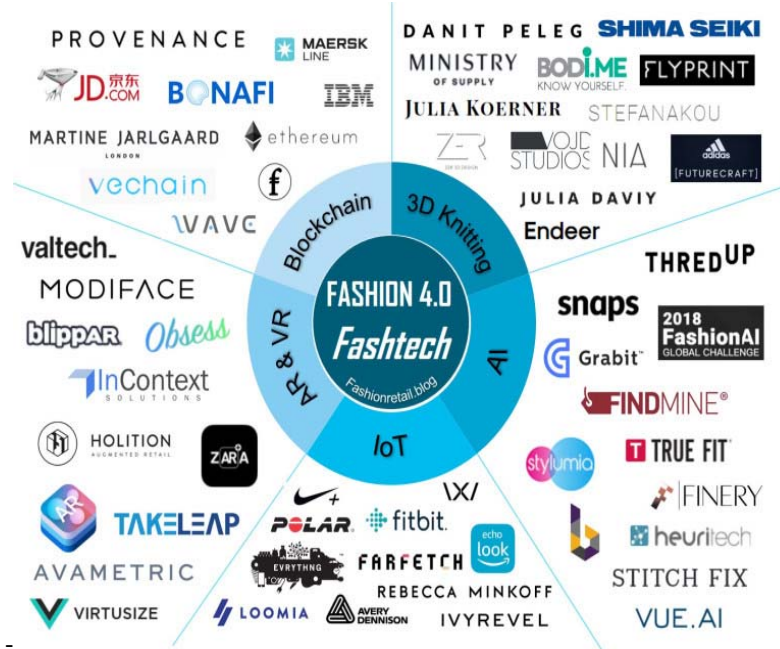 PROVENANCE
MAERSK
LINE
JD.京东
.COM
BONAFI
IBM
MARTINE JARLGAARD
LONDON
ethereum
vechain
WAVE
DANIT PELEG
SHIMA SEIKI
MINISTRY
OF SUPPLY
BODI.ME
KNOW YOURSELF.
FLYPRINT
JULIA KOERNER
STEFANAKOU
ZER
VOJD
STUDIOS
NIA
adidas
[FUTURECRAFT]
JULIA DAVIY
Endeer
Blockchain
3D Knitting
AR & VR
AI
IoT
FASHION 4.0
Fashtech
Fashionretail.blog
valtech_
MODIFACE
blippAR
Obsess
InContext
SOLUTIONS
HOLITION
AUGMENTED RETAIL
ZARA
AR
TAKELEAP
AVAMETRIC
VIRTUSIZE
THREDUP
snaps
Grabit™
2018
FashionAI
GLOBAL CHALLENGE
FINDMINE®
stylumia
T TRUE FIT
FINERY
heuritech
STITCH FIX
VUE.AI
POLAR.
fitbit.
echo
look
EVRYTHNG
FARFETCH
REBECCA MINKOFF
LOOMIA
AVERY
DENNISON
IVYREVEL